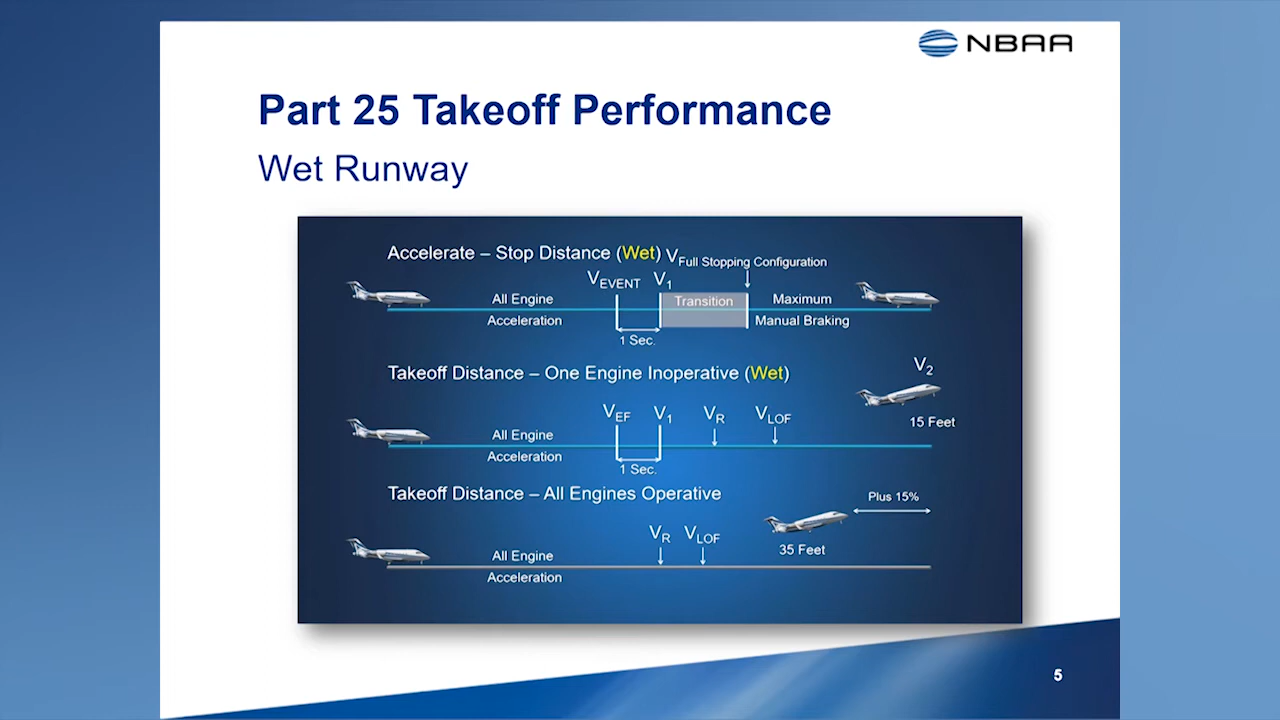 NBAA
Part 25 Takeoff Performance
Wet Runway
Accelerate – Stop Distance (Wet) VFull Stopping Configuration
VEVENT V1
All Engine Transition Maximum
Acceleration Manual Braking
1 Sec.
Takeoff Distance – One Engine Inoperative (Wet) V2
VEF V1 VR VLOF 15 Feet
All Engine
Acceleration
1 Sec.
Takeoff Distance – All Engines Operative Plus 15%
VR VLOF 35 Feet
All Engine
Acceleration
5